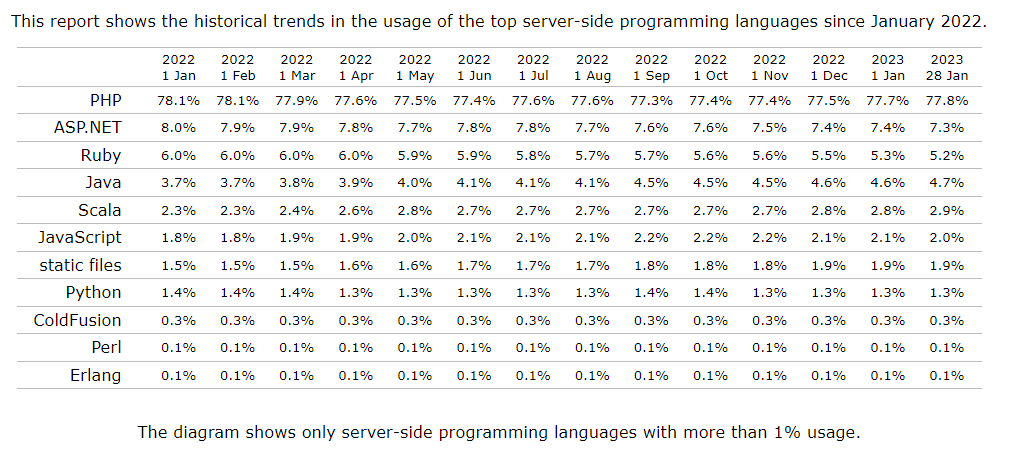 This report shows the historical trends in the usage of the top server-side programming languages since January 2022.
2022 2022 2022 2022 2022 2022 2022 2022 2022 2022 2022 2022 2023 2023
1 Jan 1 Feb 1 Mar 1 Apr 1 May 1 Jun 1 Jul 1 Aug 1 Sep 1 Oct 1 Nov 1 Dec 1 Jan 28 Jan
PHP 78.1% 78.1% 77.9% 77.6% 77.5% 77.4% 77.6% 77.6% 77.3% 77.4% 77.4% 77.5% 77.7% 77.8%
ASP.NET 8.0% 7.9% 7.9% 7.8% 7.7% 7.8% 7.8% 7.7% 7.6% 7.6% 7.5% 7.4% 7.4% 7.3%
Ruby 6.0% 6.0% 6.0% 6.0% 5.9% 5.9% 5.8% 5.7% 5.7% 5.6% 5.6% 5.5% 5.3% 5.2%
Java 3.7% 3.7% 3.8% 3.9% 4.0% 4.1% 4.1% 4.1% 4.5% 4.5% 4.5% 4.6% 4.6% 4.7%
Scala 2.3% 2.3% 2.4% 2.6% 2.8% 2.7% 2.7% 2.7% 2.7% 2.7% 2.7% 2.8% 2.8% 2.9%
JavaScript 1.8% 1.8% 1.9% 1.9% 2.0% 2.1% 2.1% 2.1% 2.2% 2.2% 2.2% 2.1% 2.1% 2.0%
static files 1.5% 1.5% 1.5% 1.6% 1.6% 1.7% 1.7% 1.7% 1.8% 1.8% 1.8% 1.9% 1.9% 1.9%
Python 1.4% 1.4% 1.4% 1.3% 1.3% 1.3% 1.3% 1.3% 1.4% 1.4% 1.3% 1.3% 1.3% 1.3%
ColdFusion 0.3% 0.3% 0.3% 0.3% 0.3% 0.3% 0.3% 0.3% 0.3% 0.3% 0.3% 0.3% 0.3% 0.3%
Perl 0.1% 0.1% 0.1% 0.1% 0.1% 0.1% 0.1% 0.1% 0.1% 0.1% 0.1% 0.1% 0.1% 0.1%
Erlang 0.1% 0.1% 0.1% 0.1% 0.1% 0.1% 0.1% 0.1% 0.1% 0.1% 0.1% 0.1% 0.1% 0.1%
The diagram shows only server-side programming languages with more than 1% usage.